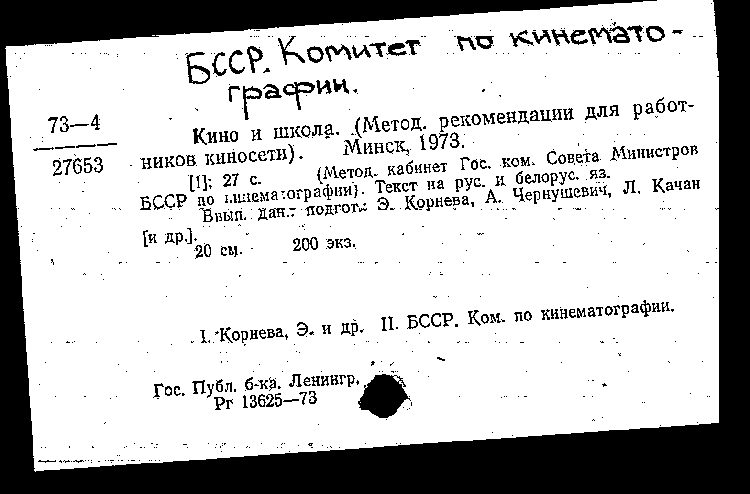 БССР. Комитет по кинемато-
графии.
73—4
27653
Кино и школа. (Метод. рекомендации для работ-
ников киносети). Минск, 1973.
[1]; 27 с. (Метод. кабинет Гос. ком. Совета Министров
БССР по кинематографии). Текст на рус. и белорус. яз.
В вып. дан.: подгот.: Э. Корнева, А. Чернушевич, Л. Качан
[и др.].
20 см. 200 экз.
I. Корнева, Э. и др. II. БССР. Ком. по кинематографии.
Гос. Публ. б-ка. Ленингр.
Рг 13625—73